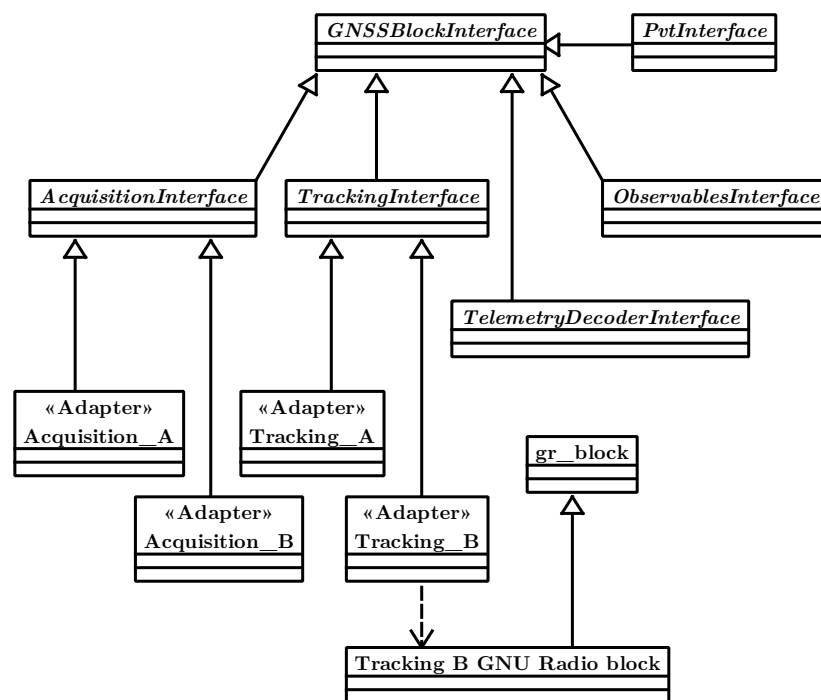 GNSSBlockInterface
PvtInterface
AcquisitionInterface
TrackingInterface
ObservablesInterface
TelemetryDecoderInterface
«Adapter»
Acquisition_A
«Adapter»
Tracking_A
gr_block
«Adapter»
Acquisition_B
«Adapter»
Tracking_B
Tracking B GNU Radio block